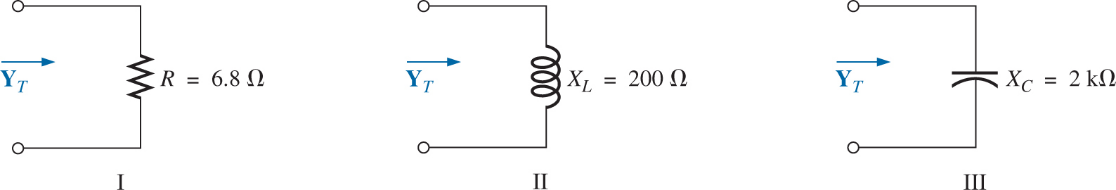 Y_T R = 6.8 Ω
I
Y_T X_L = 200 Ω
II
Y_T X_C = 2 kΩ
III